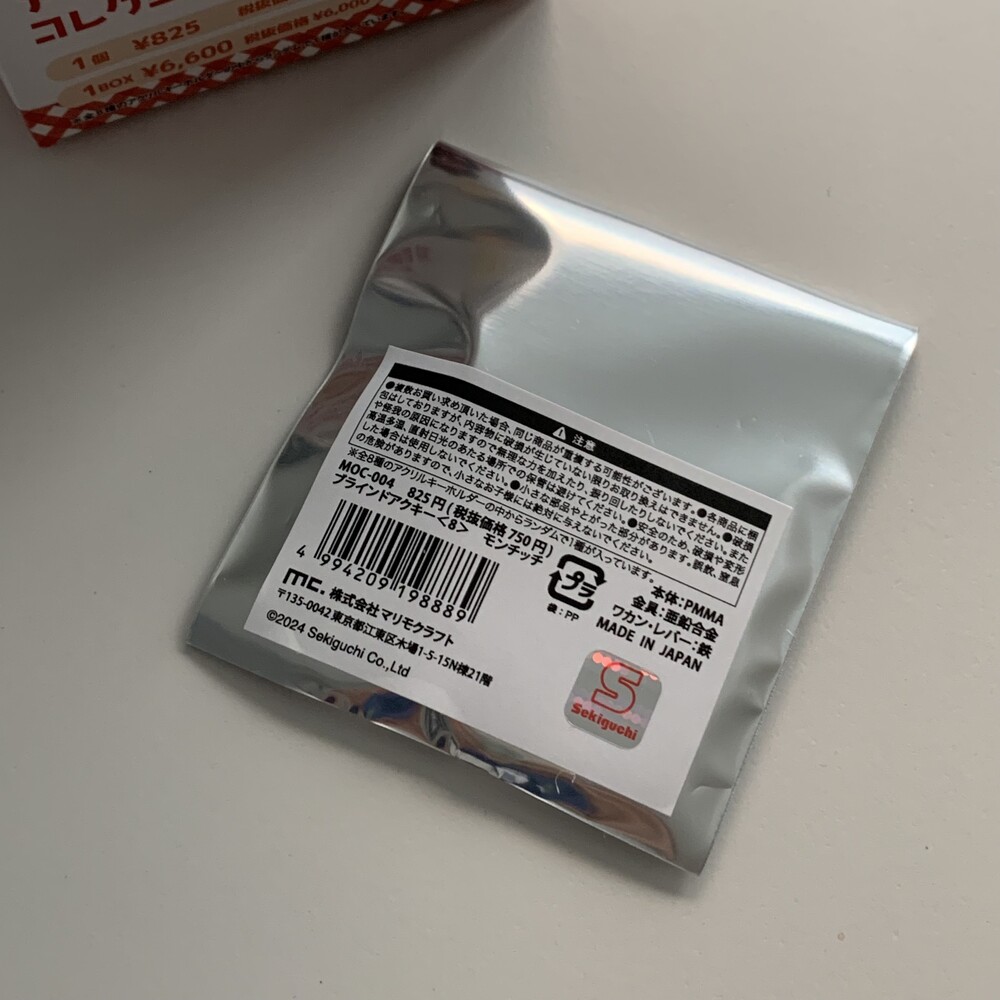 コレク
1個 ¥825 税抜価
1BOX ¥6,600 税抜価格 ¥6,000
⚠ 注意
●複数お買い求め頂いた場合、同じ商品が重複する可能性がございます。●各商品に梱
包はしておりますが、内容物に破損が生じていない限りお取り換えはできません。●破損
や怪我の原因になりますので無理な力を加えたり、振り回したりしないでください。また
高温多湿、直射日光のあたる場所での保管は避けてください。●安全のため、破損や変形
した場合は使用しないでください。●小さな部品やとがった部分があります。誤飲、窒息
の危険がありますので、小さなお子様には絶対に与えないでください。
※全8種のアクリルキーホルダーの中からランダムで1種が入っています。
MOC-004 825円(税抜価格 750円)
ブラインドアクキー<8> モンチッチ
4 994209 198889
プラ
袋:PP
本体:PMMA
金具:亜鉛合金
ワカン・レバー:鉄
MADE IN JAPAN
mc. 株式会社マリモクラフト
〒135-0042 東京都江東区木場1-5-15N棟21階
©2024 Sekiguchi Co.,Ltd
S
Sekiguchi